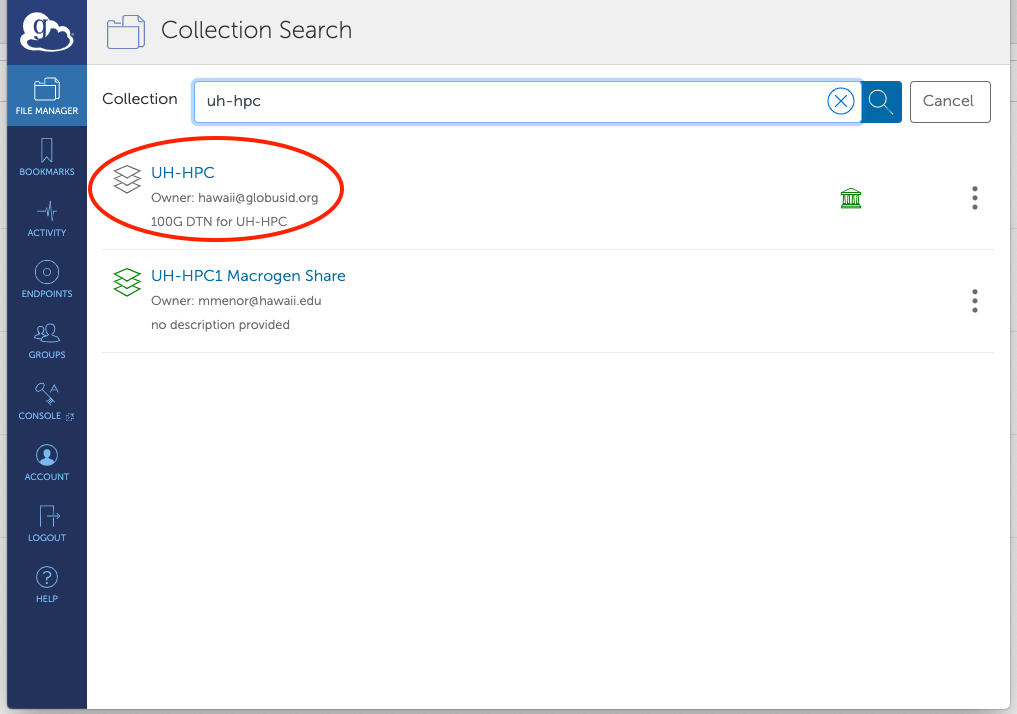 g
Collection Search
FILE MANAGER
BOOKMARKS
ACTIVITY
ENDPOINTS
GROUPS
CONSOLE
ACCOUNT
LOGOUT
? HELP
Collection uh-hpc Cancel
UH-HPC
Owner: hawaii@globusid.org
100G DTN for UH-HPC
UH-HPC1 Macrogen Share
Owner: mmenor@hawaii.edu
no description provided